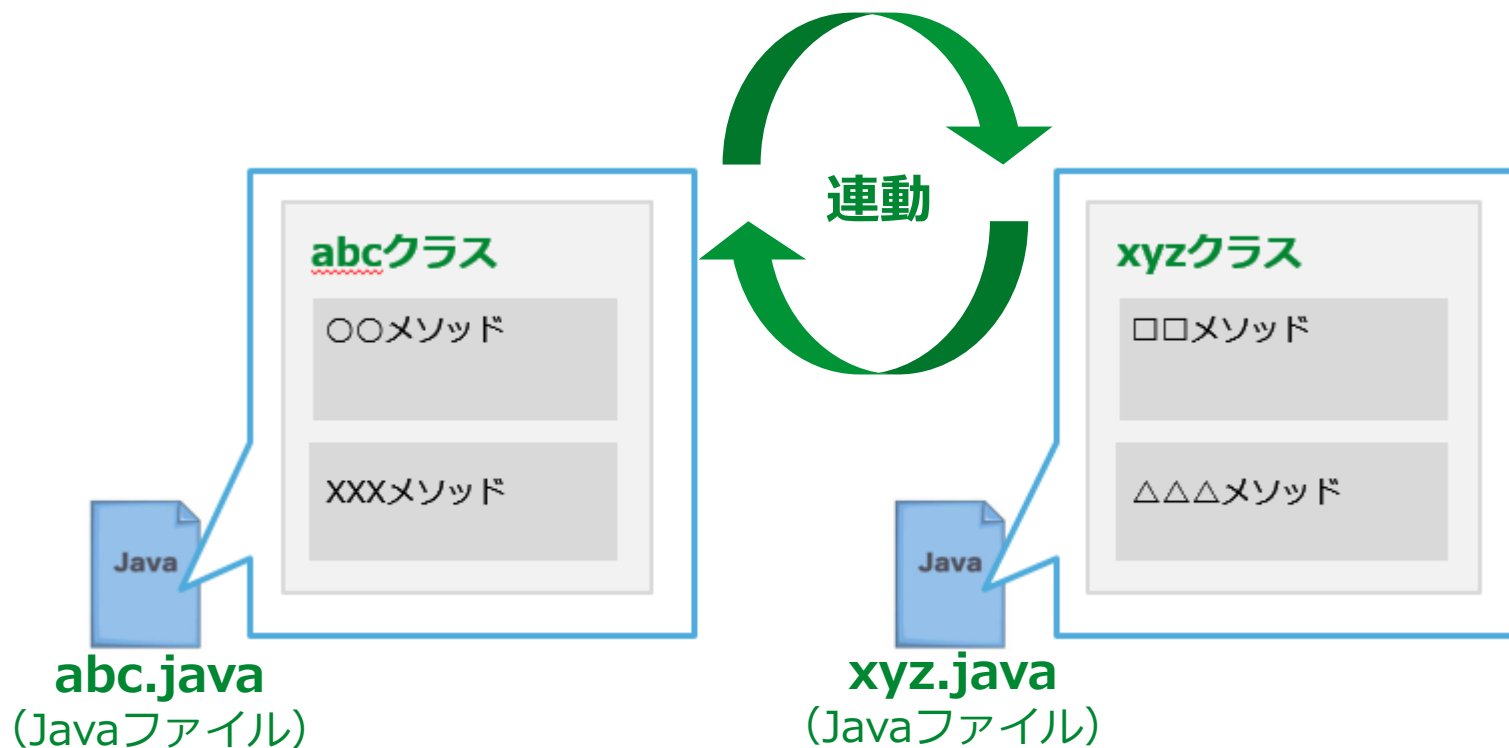 連動
abcクラス
○○メソッド
XXXメソッド
Java
abc.java
（Javaファイル）
xyzクラス
□□メソッド
△△△メソッド
Java
xyz.java
（Javaファイル）